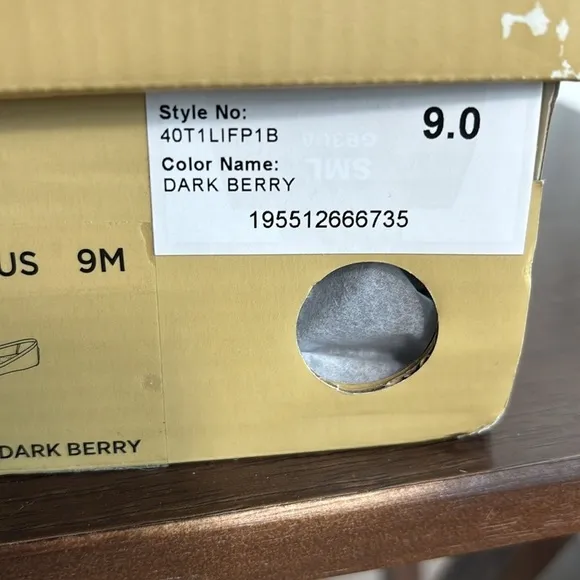 Style No:
40T1LIFP1B
9.0
Color Name:
DARK BERRY
195512666735
US 9M
DARK BERRY